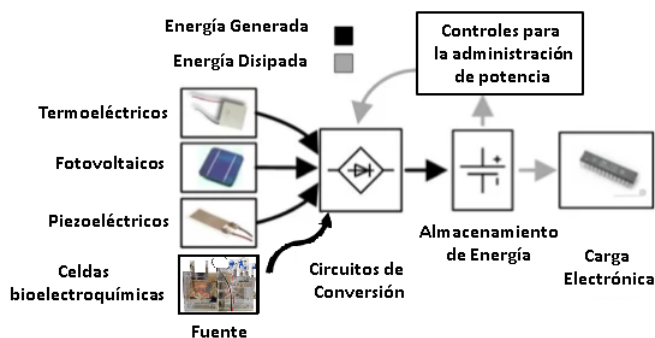 Energía Generada
Energía Disipada
Controles para
la administración
de potencia
Termoeléctricos
Fotovoltaicos
Piezoeléctricos
Celdas
bioelectroquímicas
Fuente
Circuitos de
Conversión
Almacenamiento
de Energía
Carga
Electrónica